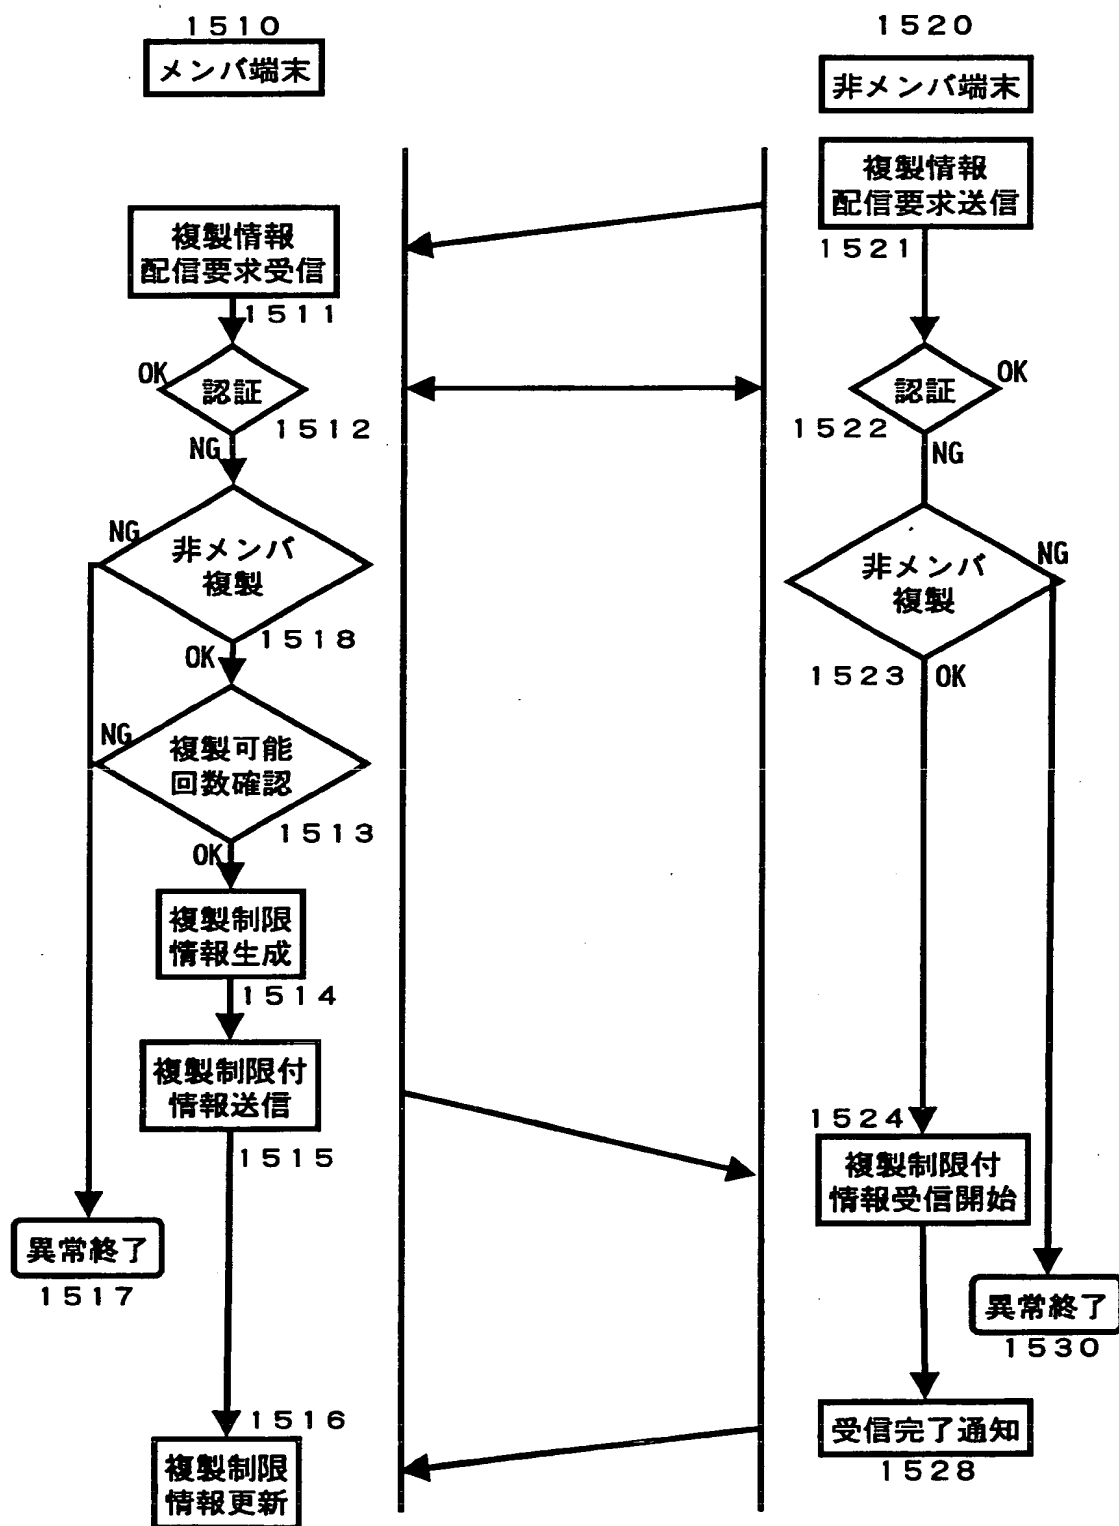 1510
メンバ端末
1520
非メンバ端末
複製情報
配信要求送信
1521
複製情報
配信要求受信
1511
OK
認証
1512
NG
認証
OK
1522
NG
NG
非メンバ
複製
1518
OK
非メンバ
複製
NG
1523
OK
NG
複製可能
回数確認
1513
OK
複製制限
情報生成
1514
複製制限付
情報送信
1515
1524
複製制限付
情報受信開始
異常終了
1517
異常終了
1530
1516
複製制限
情報更新
受信完了通知
1528